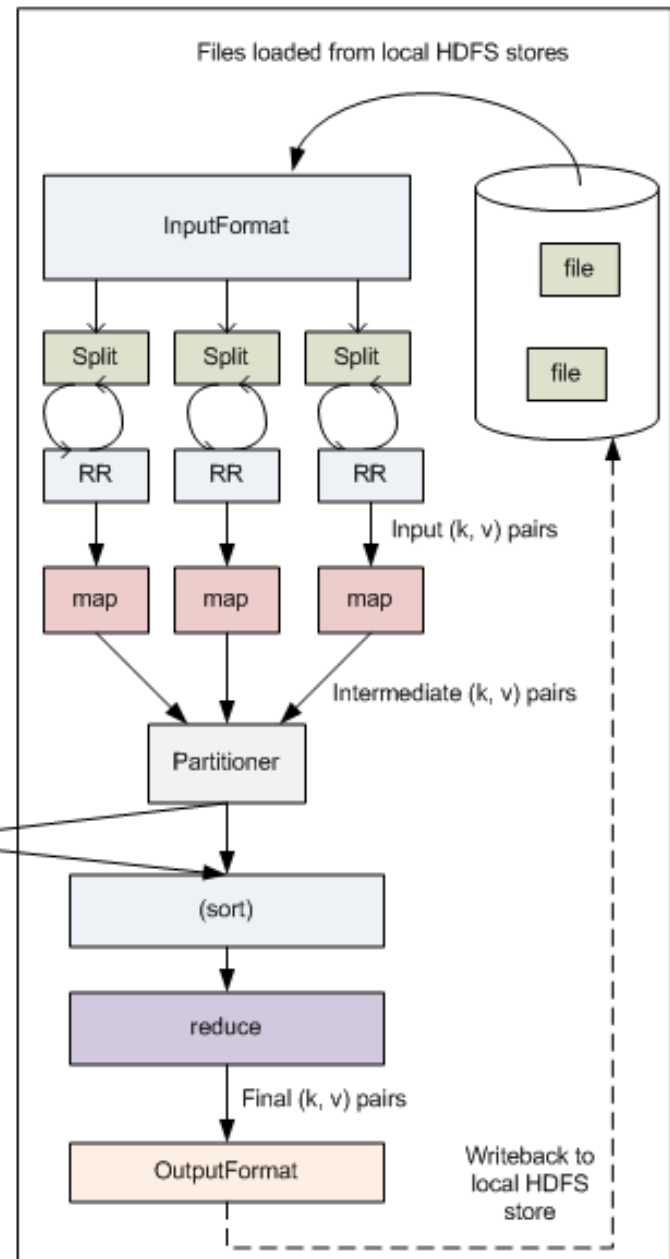 Files loaded from local HDFS stores
InputFormat
file
Split Split Split
file
RR RR RR
Input (k, v) pairs
map map map
Intermediate (k, v) pairs
Partitioner
(sort)
reduce
Final (k, v) pairs
OutputFormat
Writeback to
local HDFS
store